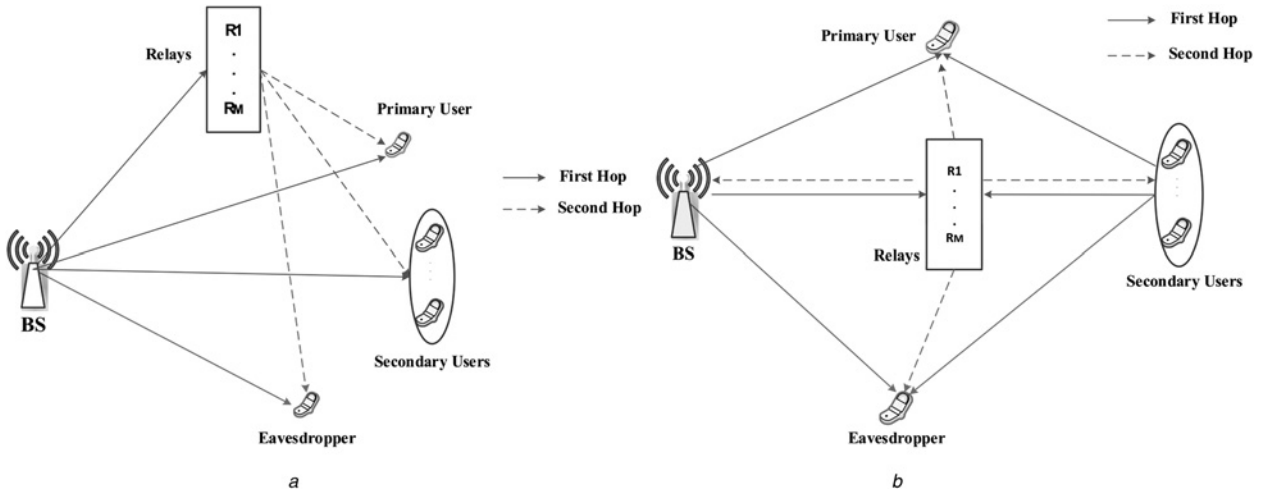 R1
.
.
.
RM
Relays
Primary User
First Hop
Second Hop
BS
Secondary Users
Eavesdropper
a
First Hop
Second Hop
Primary User
R1
.
.
.
RM
BS
Relays
Secondary Users
Eavesdropper
b